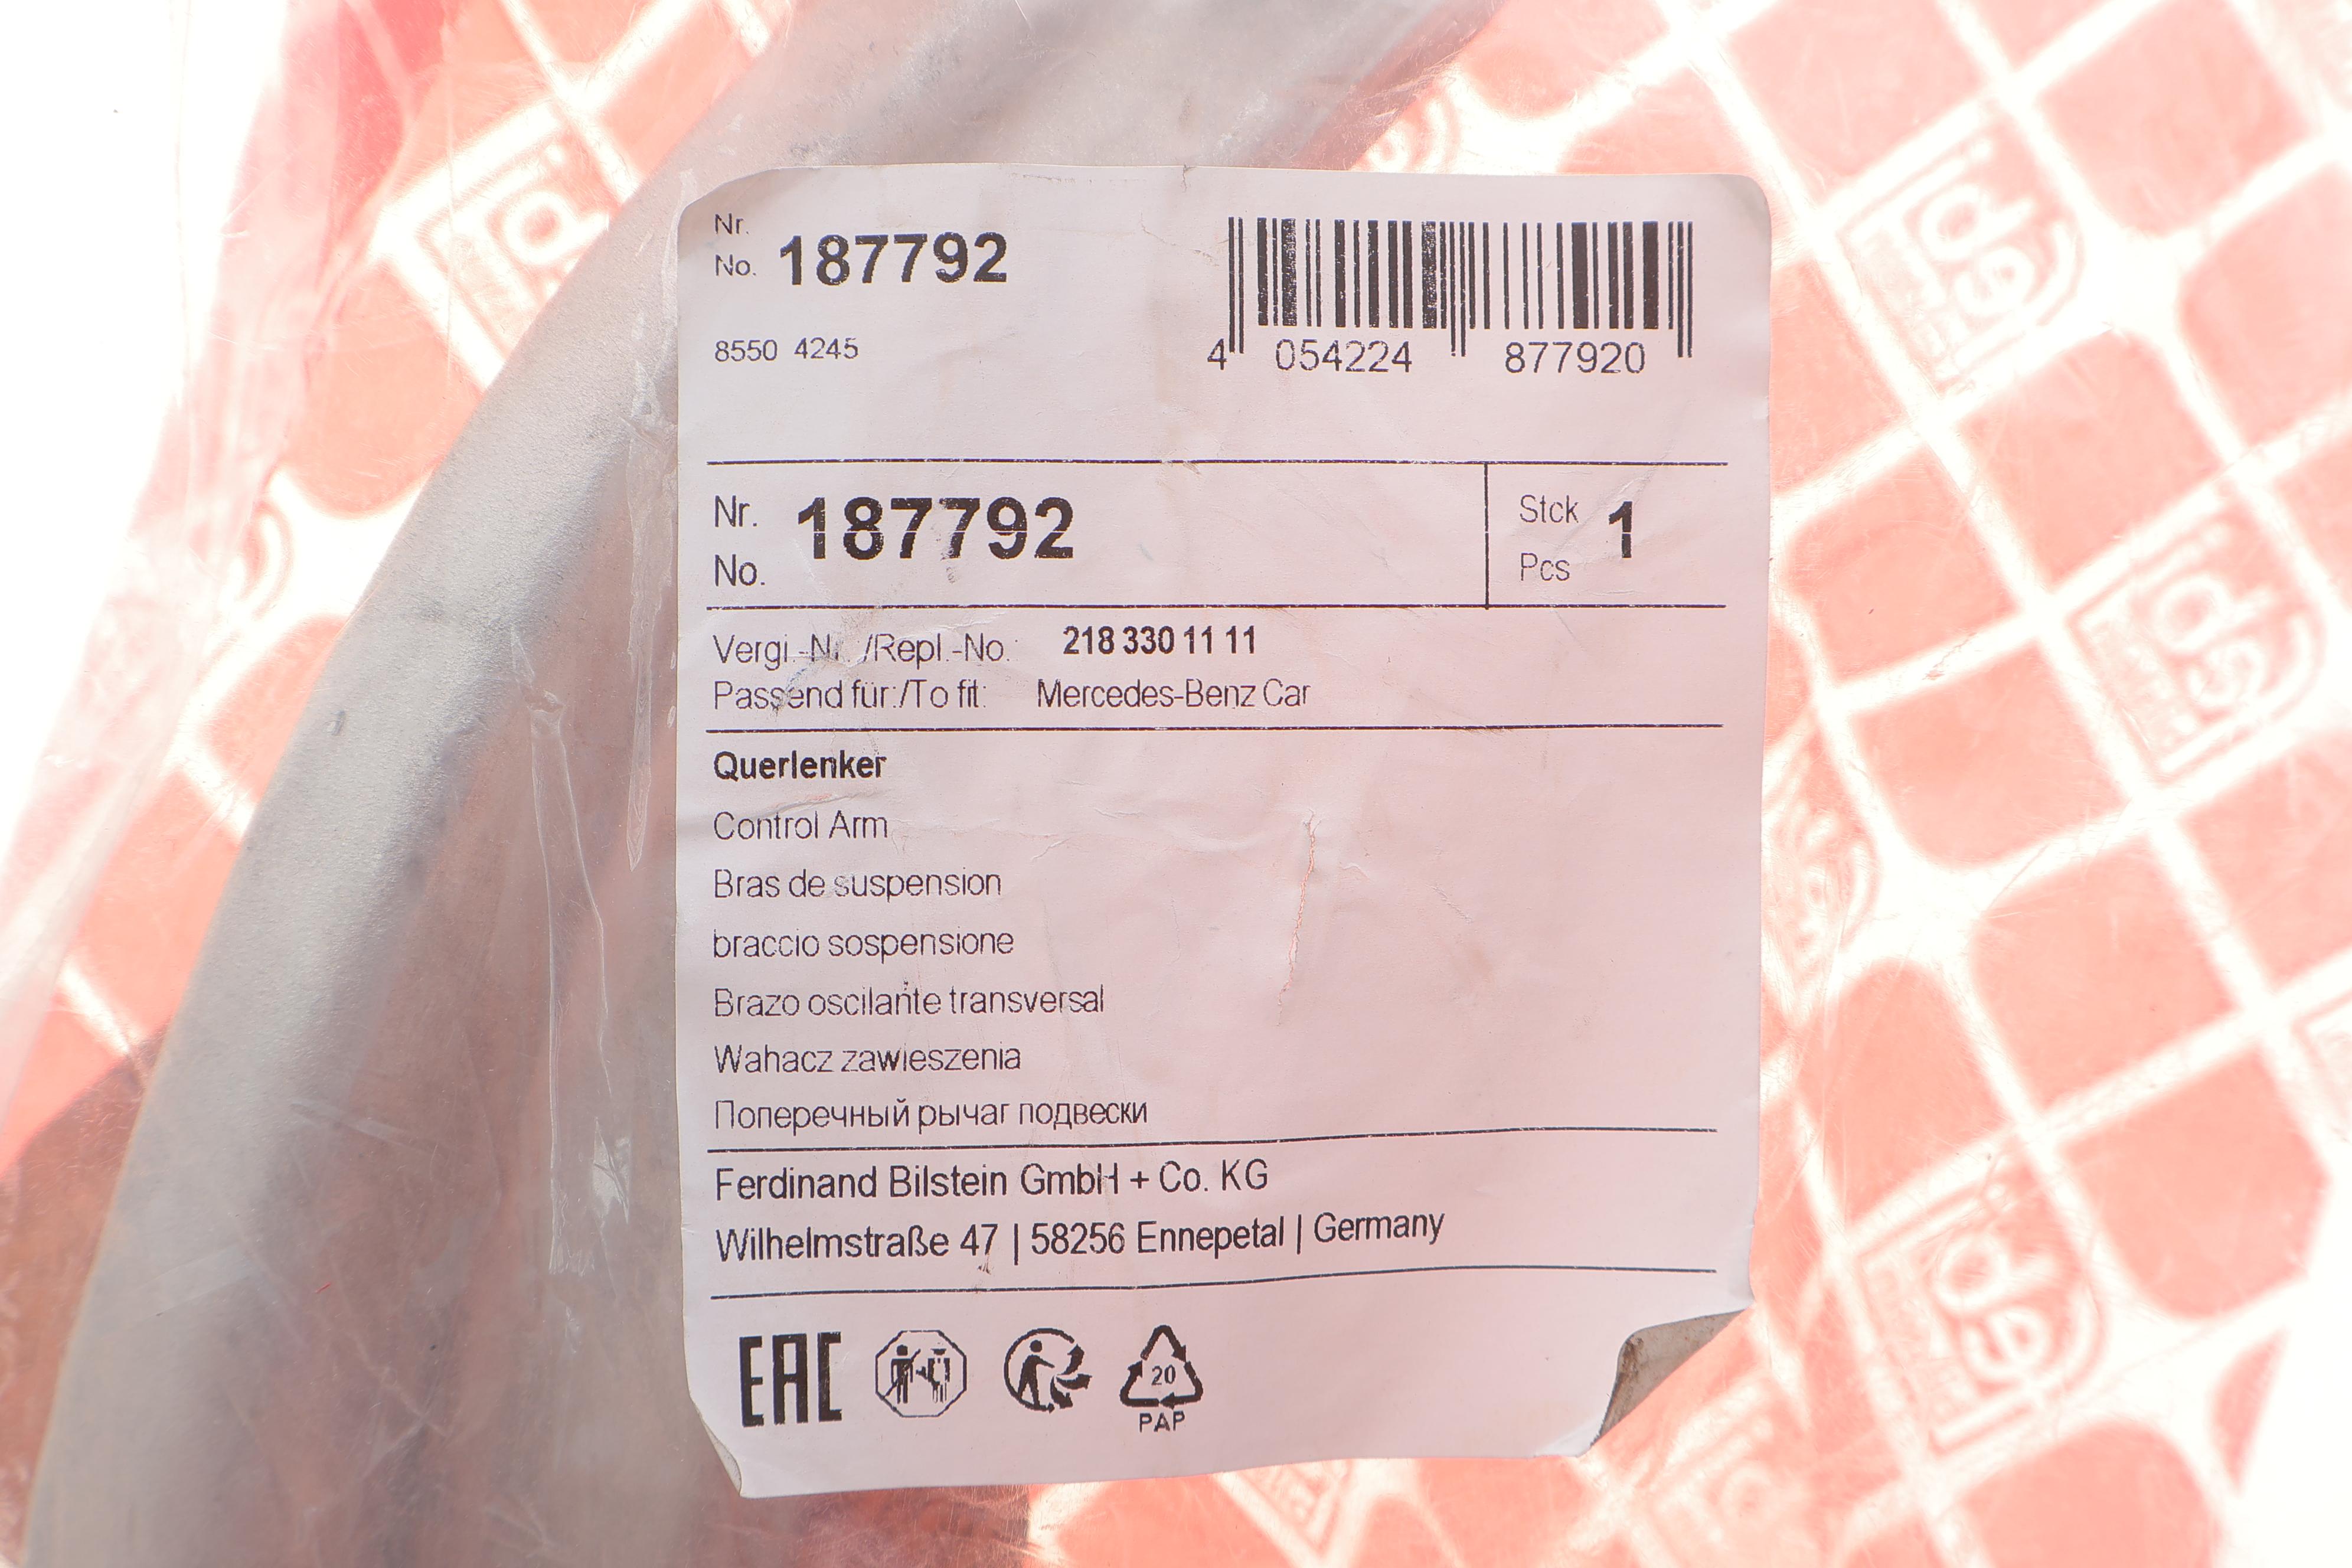 Nr.
No. 187792
8550 4245
4 054224 877920
Nr.
No. 187792
Stck
Pcs 1
Vergl.-Nr. /Repl.-No.: 218 330 11 11
Passend für:/To fit: Mercedes-Benz Car
Querlenker
Control Arm
Bras de suspension
braccio sospensione
Brazo oscilante transversal
Wahacz zawieszenia
Поперечный рычаг подвески
Ferdinand Bilstein GmbH + Co. KG
Wilhelmstraße 47 | 58256 Ennepetal | Germany
EAC
20
PAP